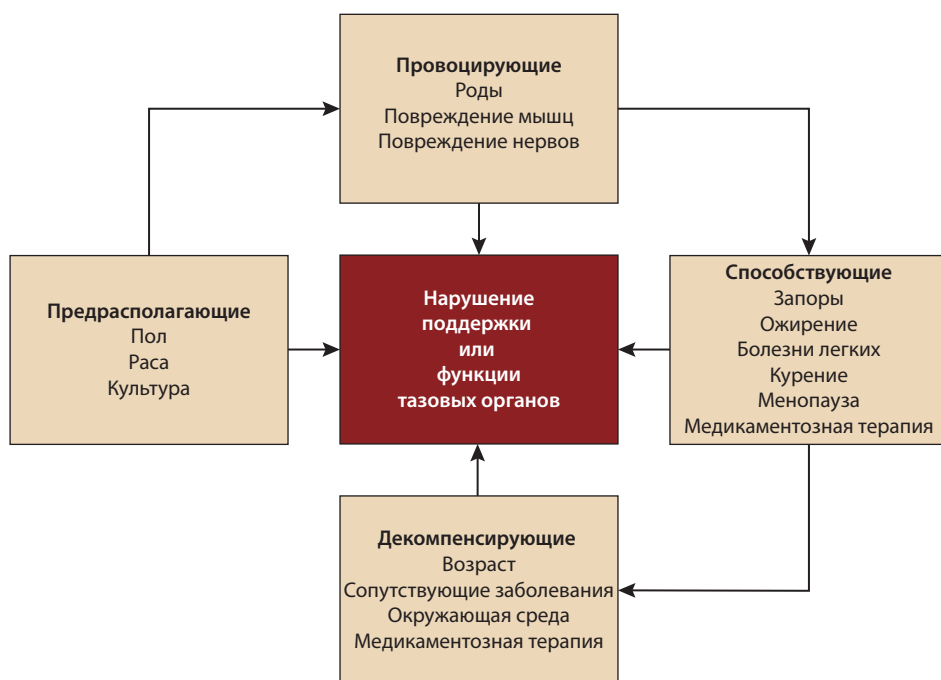 Провоцирующие
Роды
Повреждение мышц
Повреждение нервов
Предрасполагающие
Пол
Раса
Культура
Нарушение
поддержки
или
функции
тазовых органов
Способствующие
Запоры
Ожирение
Болезни легких
Курение
Менопауза
Медикаментозная терапия
Декомпенсирующие
Возраст
Сопутствующие заболевания
Окружающая среда
Медикаментозная терапия